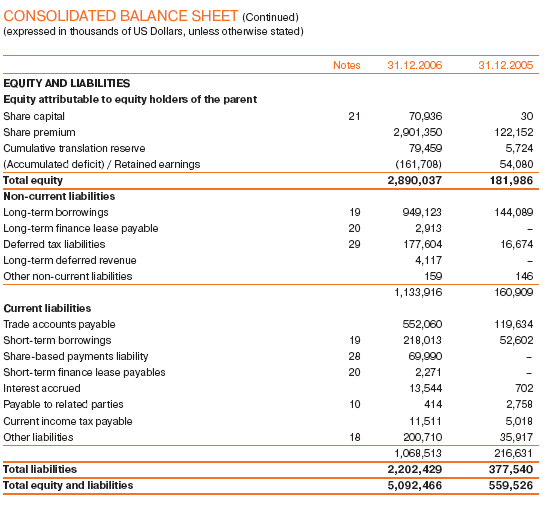 CONSOLIDATED BALANCE SHEET (Continued)
(expressed in thousands of US Dollars, unless otherwise stated)
Notes 31.12.2006 31.12.2005
EQUITY AND LIABILITIES
Equity attributable to equity holders of the parent
Share capital 21 70,936 30
Share premium 2,901,350 122,152
Cumulative translation reserve 79,459 5,724
(Accumulated deficit) / Retained earnings (161,708) 54,080
Total equity 2,890,037 181,986
Non-current liabilities
Long-term borrowings 19 949,123 144,089
Long-term finance lease payable 20 2,913 –
Deferred tax liabilities 29 177,604 16,674
Long-term deferred revenue 4,117 –
Other non-current liabilities 159 146
1,133,916 160,909
Current liabilities
Trade accounts payable 552,060 119,634
Short-term borrowings 19 218,013 52,602
Share-based payments liability 28 69,990 –
Short-term finance lease payables 20 2,271 –
Interest accrued 13,544 702
Payable to related parties 10 414 2,758
Current income tax payable 11,511 5,018
Other liabilities 18 200,710 35,917
1,068,513 216,631
Total liabilities 2,202,429 377,540
Total equity and liabilities 5,092,466 559,526